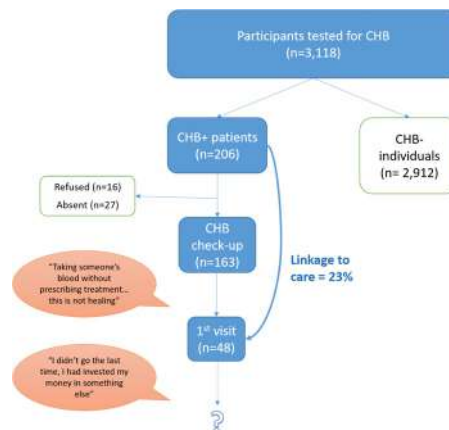 Participants tested for CHB
(n=3,118)
CHB+ patients
(n=206)
CHB-
individuals
(n= 2,912)
Refused (n=16)
Absent (n=27)
CHB
check-up
(n=163)
Linkage to
care = 23%
"Taking someone's
blood without
prescribing treatment...
this is not healing"
1st visit
(n=48)
"I didn't go the last
time, I had invested my
money in something
else"
?